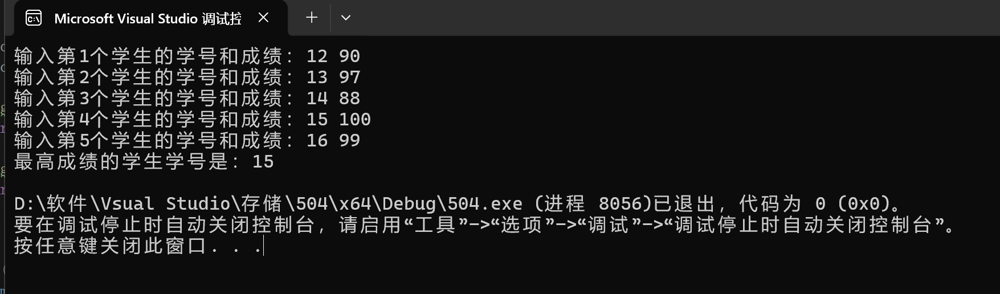 Microsoft Visual Studio 调试控
输入第1个学生的学号和成绩：12 90
输入第2个学生的学号和成绩：13 97
输入第3个学生的学号和成绩：14 88
输入第4个学生的学号和成绩：15 100
输入第5个学生的学号和成绩：16 99
最高成绩的学生学号是：15
D:\软件\Vsual Studio\存储\504\x64\Debug\504.exe (进程 8056)已退出，代码为 0 (0x0)。
要在调试停止时自动关闭控制台，请启用“工具”->“选项”->“调试”->“调试停止时自动关闭控制台”。
按任意键关闭此窗口. . .